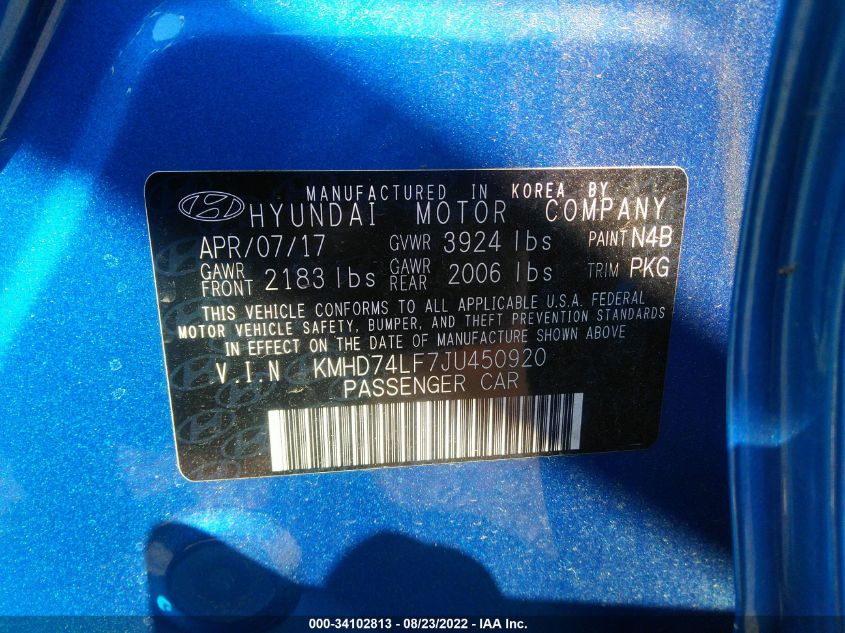 MANUFACTURED IN KOREA BY
HYUNDAI MOTOR COMPANY
APR/07/17 GVWR 3924 lbs PAINT N4B
GAWR FRONT 2183 lbs GAWR REAR 2006 lbs TRIM PKG
THIS VEHICLE CONFORMS TO ALL APPLICABLE U.S.A. FEDERAL
MOTOR VEHICLE SAFETY, BUMPER, AND THEFT PREVENTION STANDARDS
IN EFFECT ON THE DATE OF MANUFACTURE SHOWN ABOVE
V.I.N KMHD74LF7JU450920
PASSENGER CAR
000-34102813 - 08/23/2022 - IAA Inc.